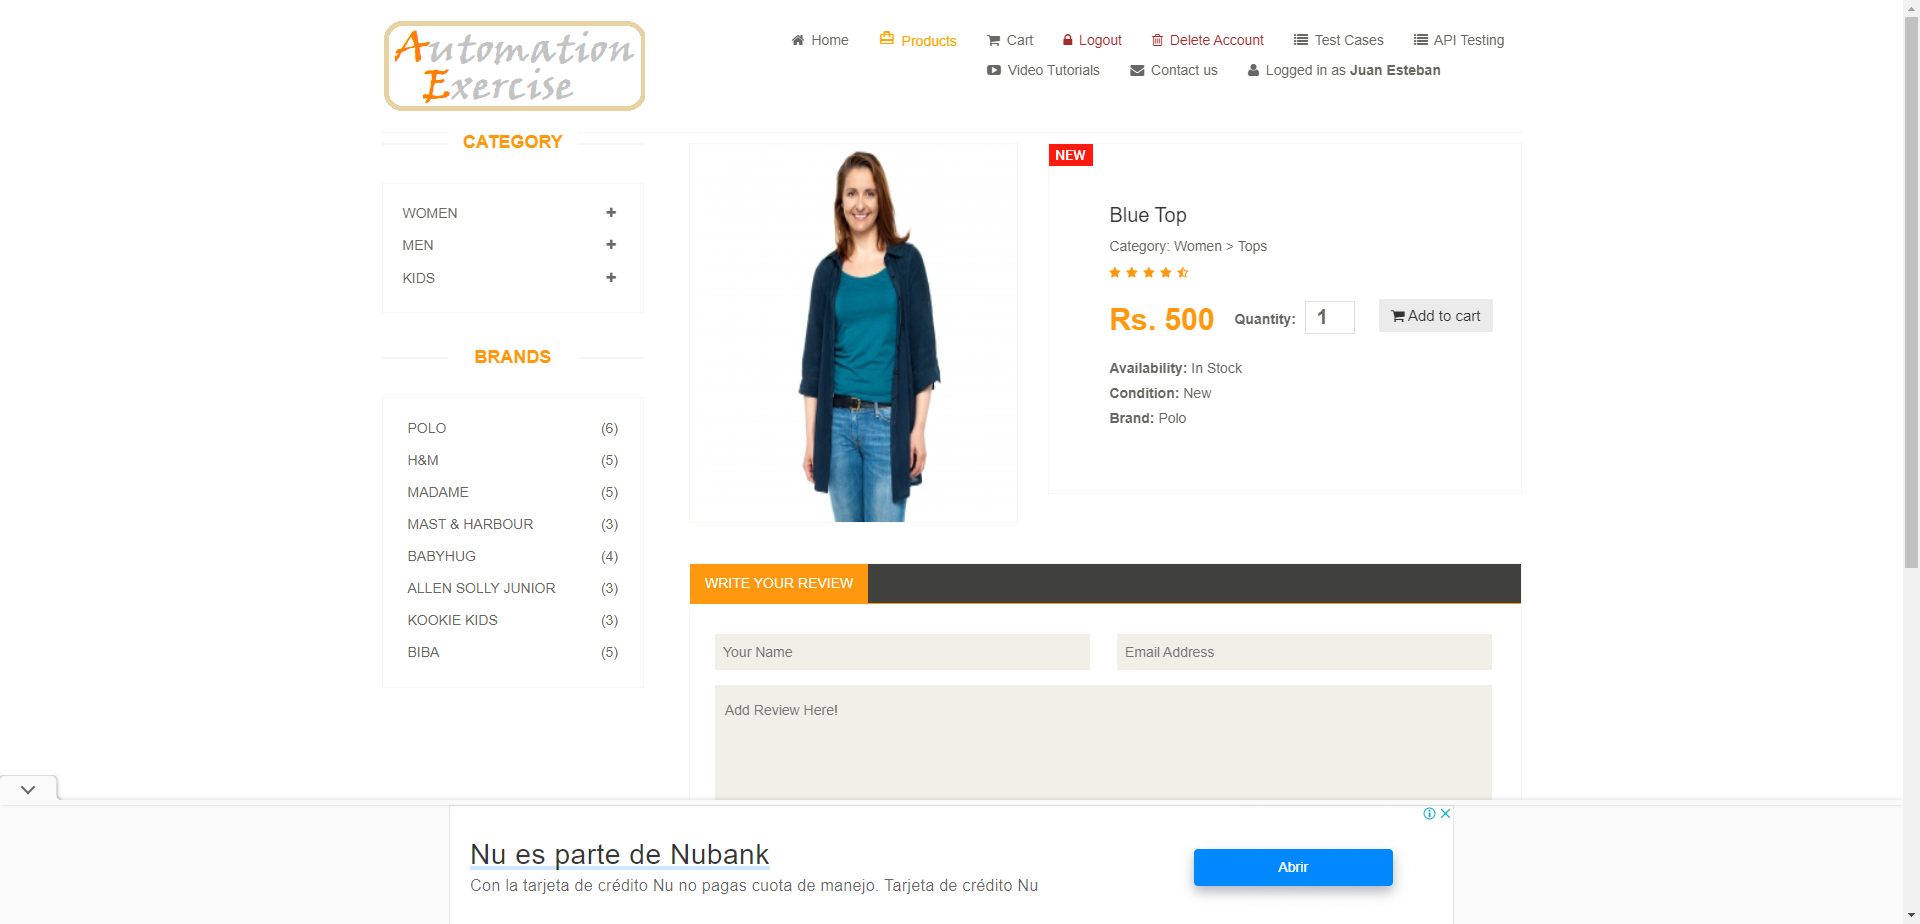 Automation
Exercise
Home Products Cart Logout Delete Account Test Cases API Testing
Video Tutorials Contact us Logged in as Juan Esteban
CATEGORY
WOMEN
MEN
KIDS
BRANDS
POLO (6)
H&M (5)
MADAME (5)
MAST & HARBOUR (3)
BABYHUG (4)
ALLEN SOLLY JUNIOR (3)
KOOKIE KIDS (3)
BIBA (5)
NEW
Blue Top
Category: Women > Tops
Rs. 500 Quantity: 1 Add to cart
Availability: In Stock
Condition: New
Brand: Polo
WRITE YOUR REVIEW
Your Name Email Address
Add Review Here!
Nu es parte de Nubank
Con la tarjeta de crédito Nu no pagas cuota de manejo. Tarjeta de crédito Nu
Abrir